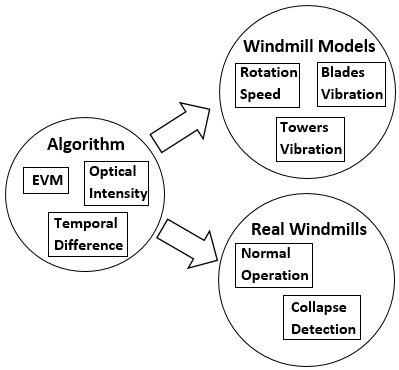 Algorithm
EVM
Optical
Intensity
Temporal
Difference
Windmill Models
Rotation
Speed
Blades
Vibration
Towers
Vibration
Real Windmills
Normal
Operation
Collapse
Detection